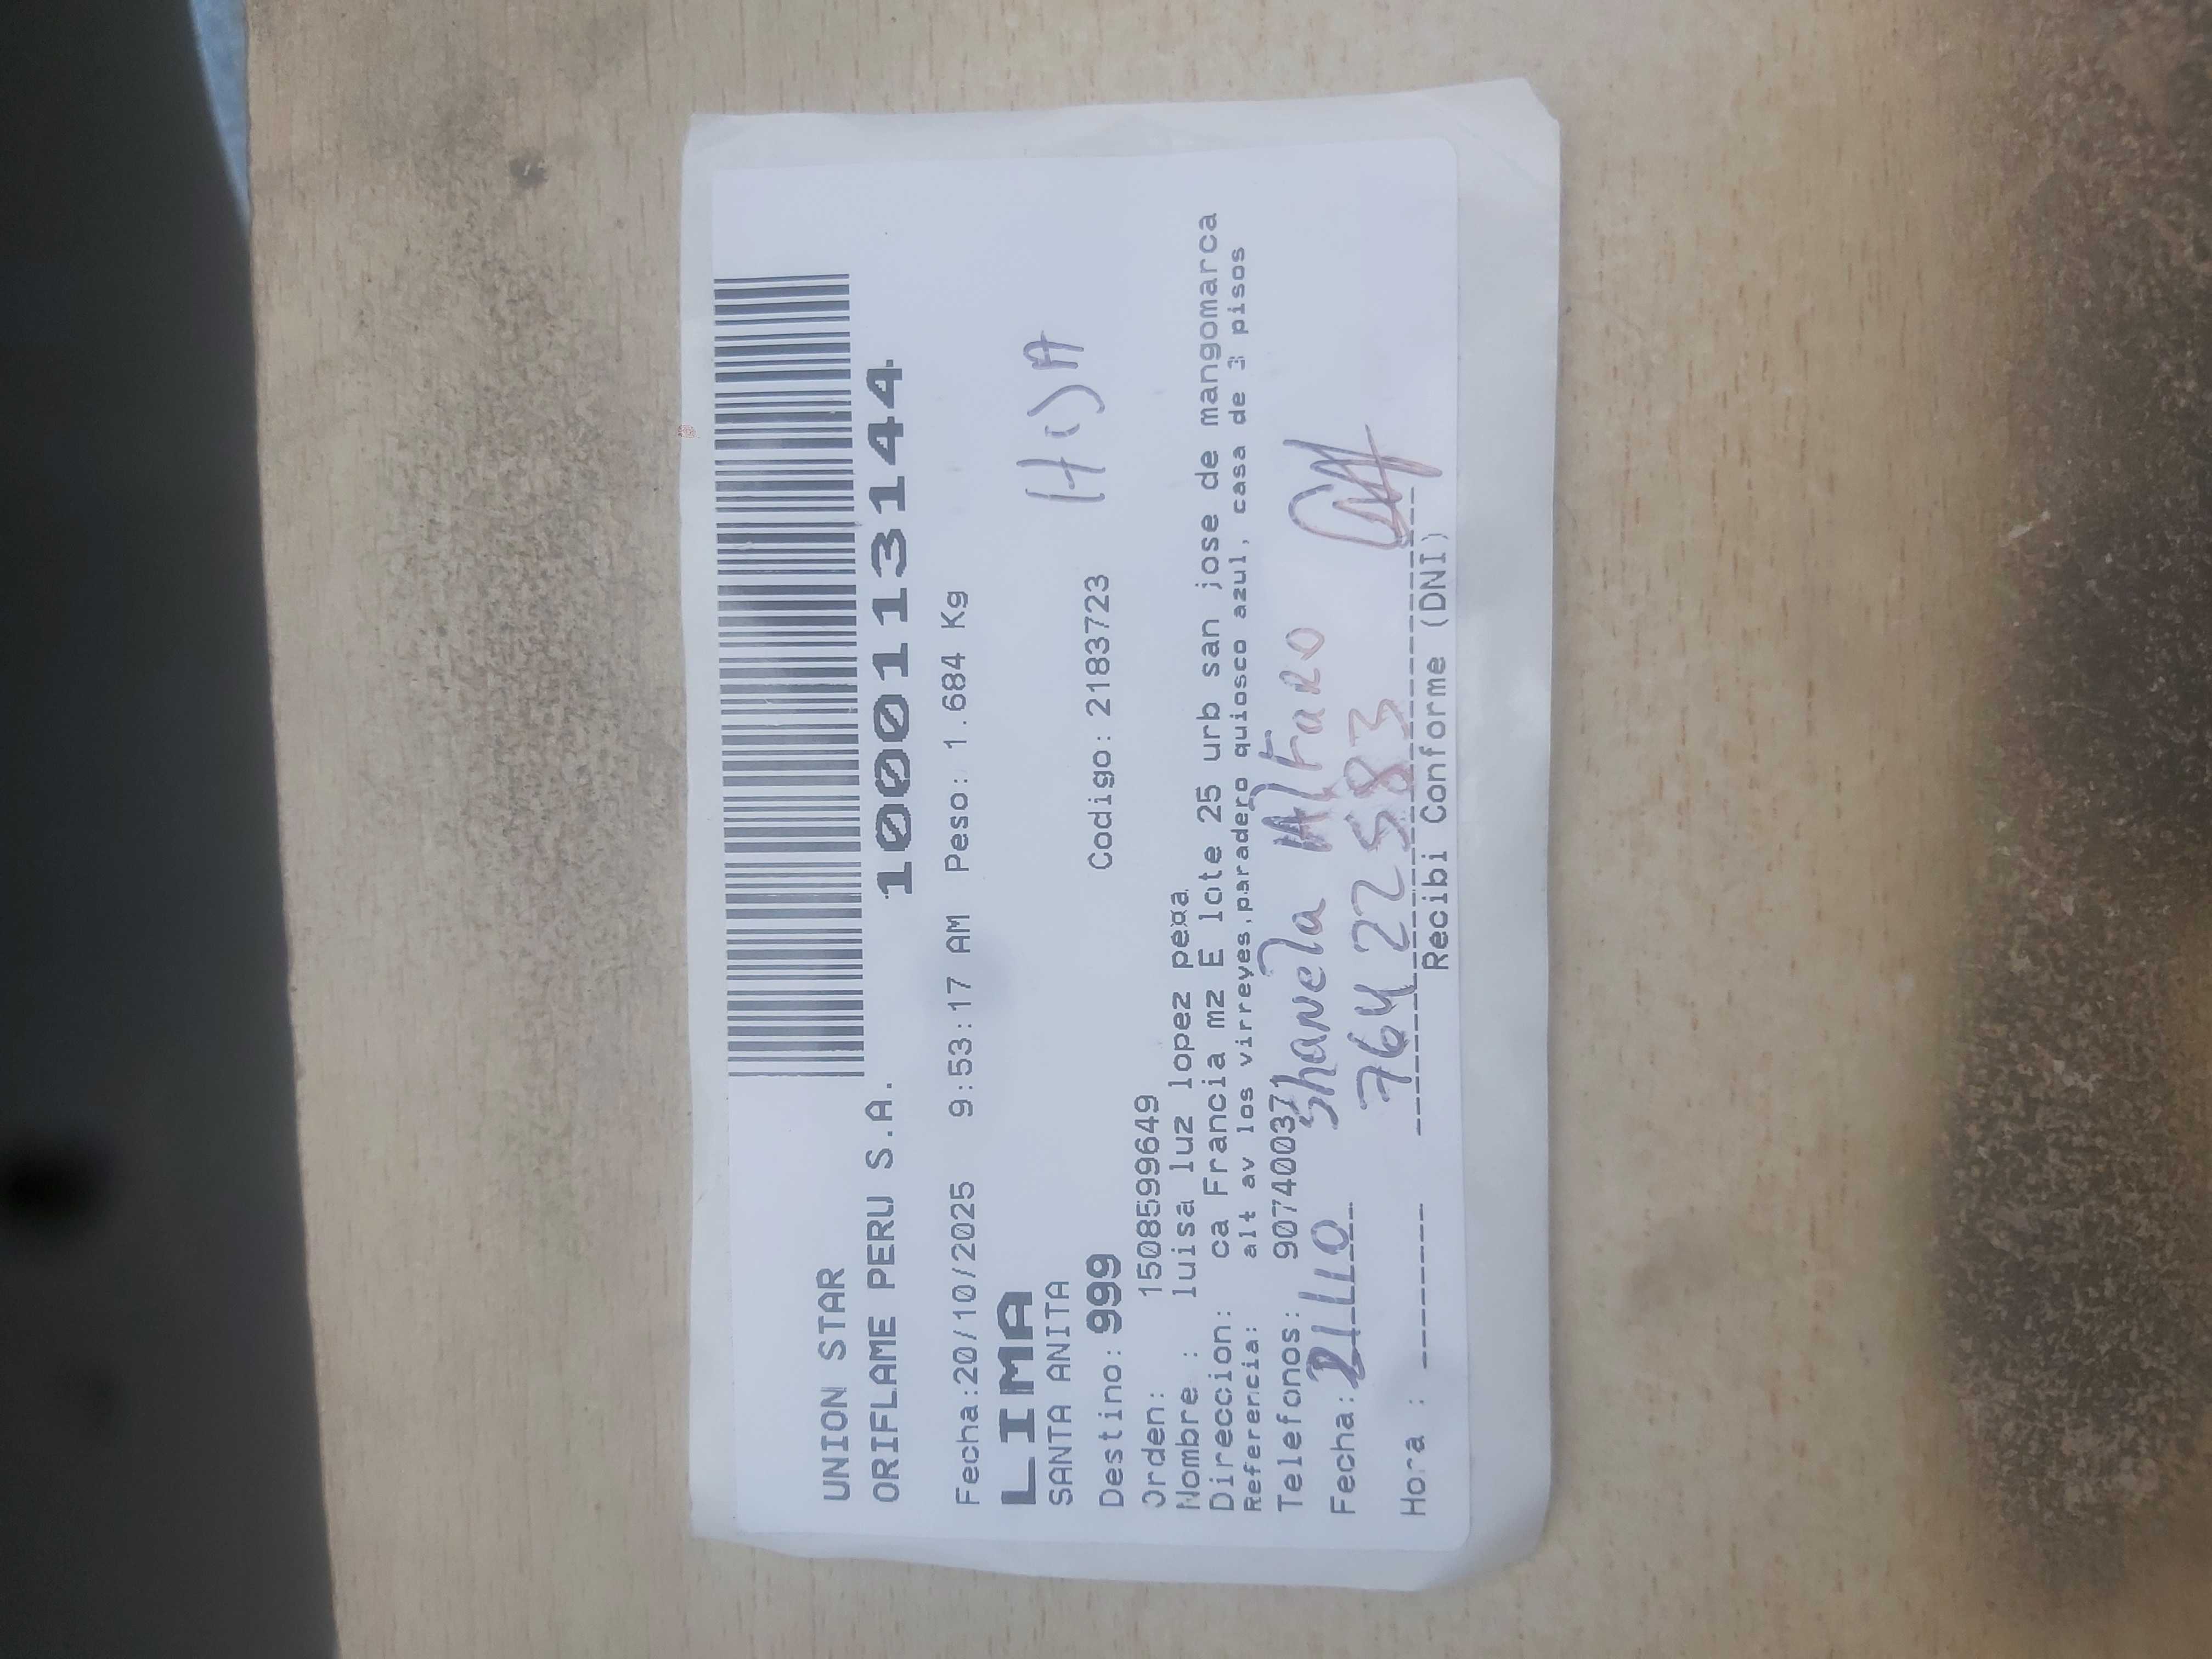 UNION STAR
ORIFLAME PERU S.A.
1000113144
Fecha:20/10/2025 9:53:17 AM Peso: 1.684 Kg
LIMA
SANTA ANITA
Destino: 999 Codigo: 2183723
Orden: 1508599649
Nombre : luisa luz lopez
Direccion: ca Francia mz E lote 25 urb san jose de mangomarca
Referencia: alt av los virreyes,paradero quiosco azul, casa de 3 pisos
Telefonos: 907400371
Shanela Alfaro
Fecha: 21/10
76422583
Hora :
Recibi Conforme (DNI)